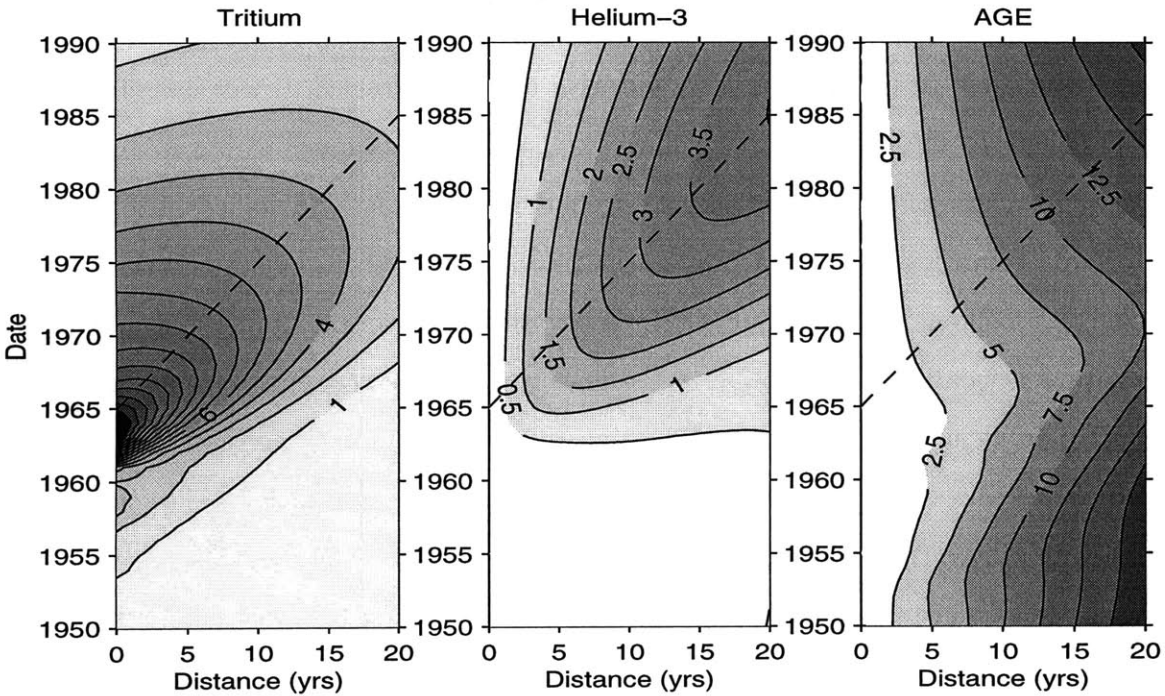 Tritium Helium−3 AGE
1990 1990 1990
1985 1985 1985
1980 1980 1980
1975 1975 1975
1970 1970 1970
1965 1965 1965
1960 1960 1960
1955 1955 1955
1950 1950 1950
Date
4
6
1
3.5
2.5
2
1
3
1.5
0.5
1
2.5
12.5
10
5
7.5
2.5
10
0 5 10 15 20 0 5 10 15 20 0 5 10 15 20
Distance (yrs) Distance (yrs) Distance (yrs)